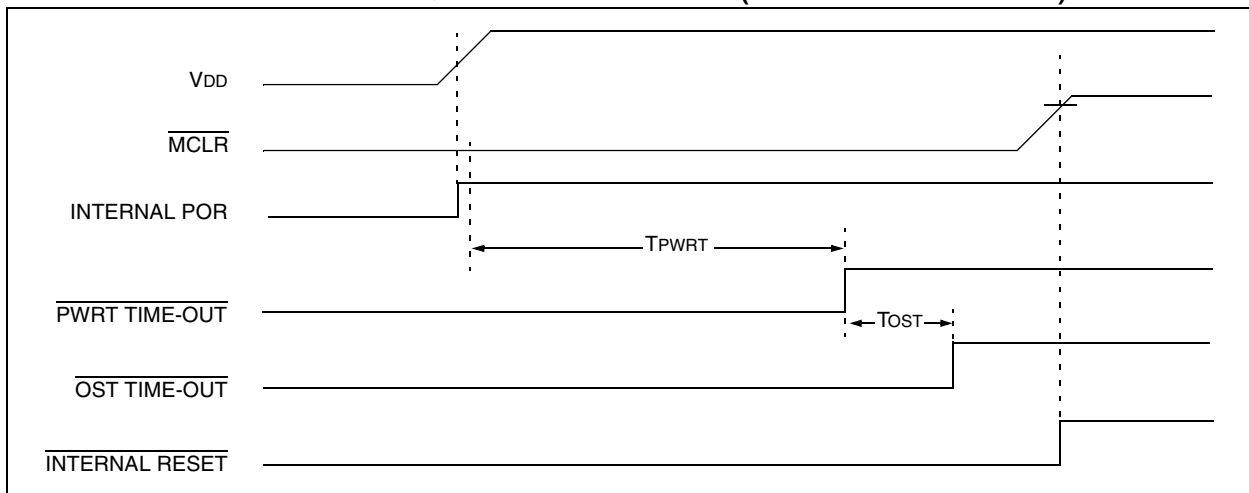 VDD
MCLR
INTERNAL POR
TPWRT
PWRT TIME-OUT
TOST
OST TIME-OUT
INTERNAL RESET